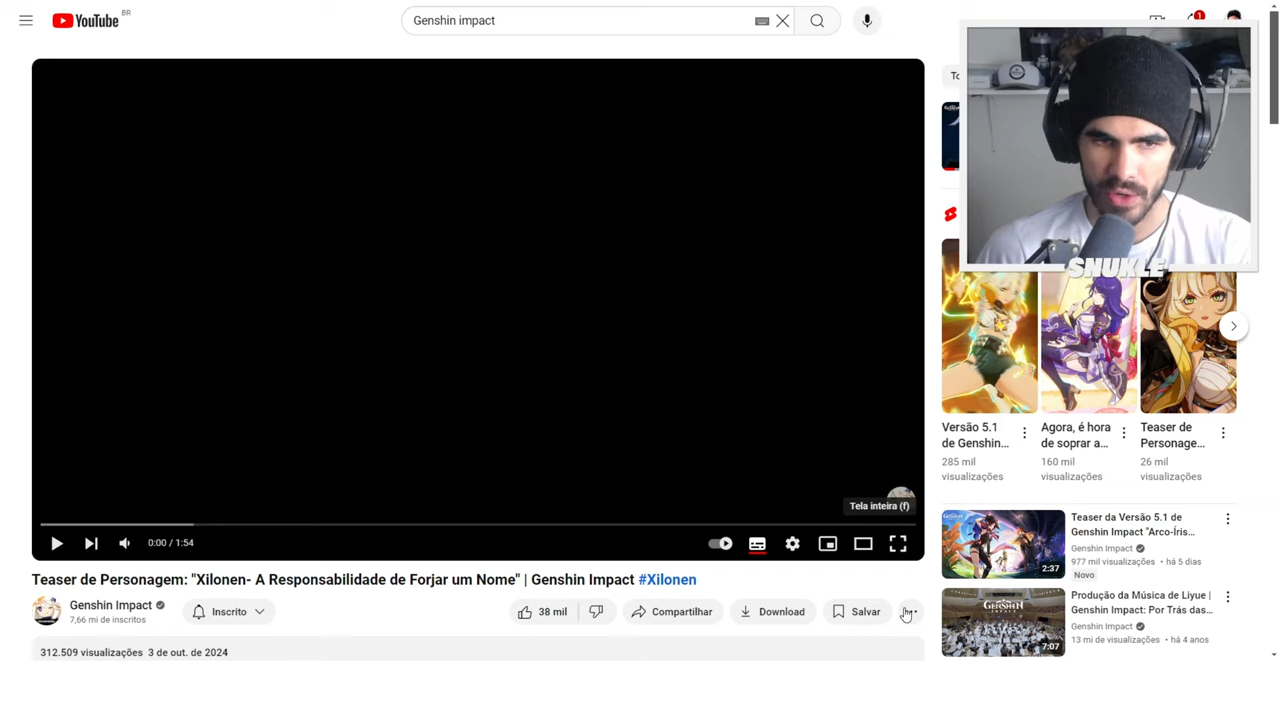 YouTube BR
Genshin impact
1
SNUKLE
Versão 5.1
de Genshin...
285 mil
visualizações
Agora, é hora
de soprar a...
160 mil
visualizações
Teaser de
Personage...
26 mil
visualizações
Tela inteira (f)
0:00 / 1:54
Teaser de Personagem: "Xilonen- A Responsabilidade de Forjar um Nome" | Genshin Impact #Xilonen
Genshin Impact
7,66 mi de inscritos
Inscrito
38 mil
Compartilhar
Download
Salvar
312.509 visualizações 3 de out. de 2024
2:37
Teaser da Versão 5.1 de
Genshin Impact "Arco-Íris...
Genshin Impact
977 mil visualizações • há 5 dias
Novo
GENSHIN
IMPACT
7:07
Produção da Música de Liyue |
Genshin Impact: Por Trás das...
Genshin Impact
13 mi de visualizações • há 4 anos